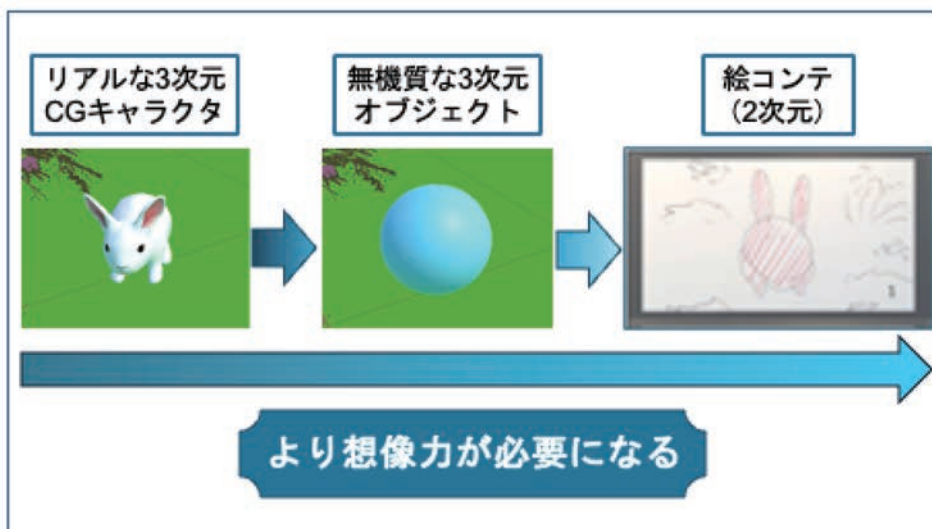 リアルな3次元
CGキャラクタ
無機質な3次元
オブジェクト
絵コンテ
(2次元)
1
より想像力が必要になる